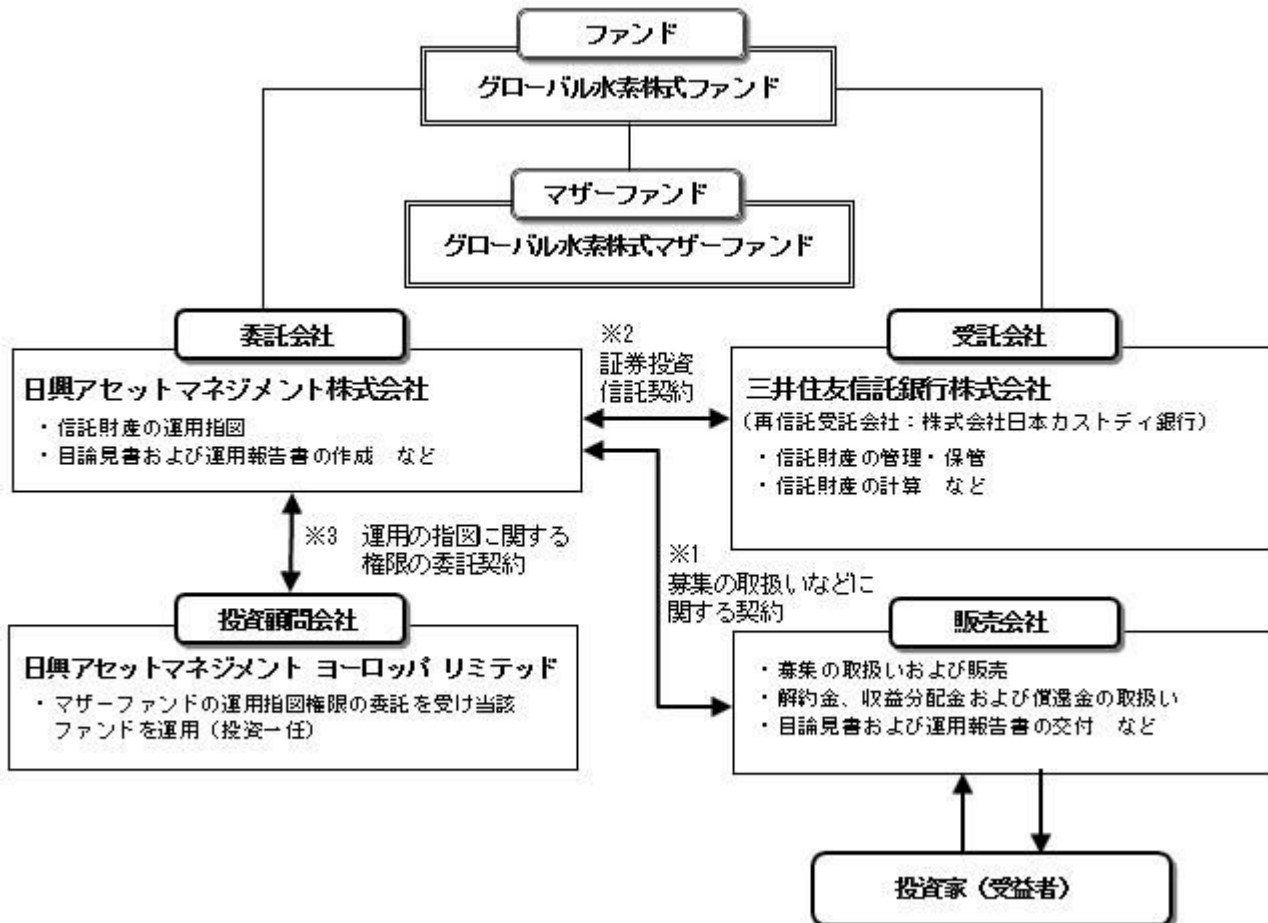 ファンド
グローバル水素株式ファンド
マザーファンド
グローバル水素株式マザーファンド
委託会社
日興アセットマネジメント株式会社
・信託財産の運用指図
・目論見書および運用報告書の作成　など
※2
証券投資
信託契約
受託会社
三井住友信託銀行株式会社
（再信託受託会社：株式会社日本カストディ銀行）
・信託財産の管理・保管
・信託財産の計算　など
※3　運用の指図に関する
権限の委託契約
※1
募集の取扱いなどに
関する契約
投資顧問会社
日興アセットマネジメント ヨーロッパ リミテッド
・マザーファンドの運用指図権限の委託を受け当該
ファンドを運用（投資一任）
販売会社
・募集の取扱いおよび販売
・解約金、収益分配金および償還金の取扱い
・目論見書および運用報告書の交付　など
投資家（受益者）